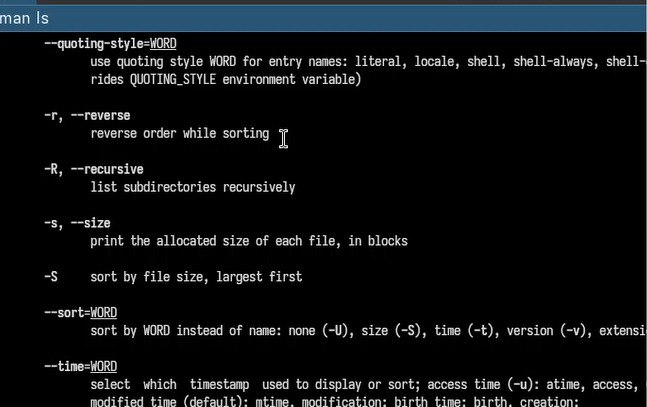 man ls
--quoting-style=WORD
use quoting style WORD for entry names: literal, locale, shell, shell-always, shell-
rides QUOTING_STYLE environment variable)
-r, --reverse
reverse order while sorting
-R, --recursive
list subdirectories recursively
-s, --size
print the allocated size of each file, in blocks
-S sort by file size, largest first
--sort=WORD
sort by WORD instead of name: none (-U), size (-S), time (-t), version (-v), extensi
--time=WORD
select which timestamp used to display or sort; access time (-u): atime, access,
modified time (default): mtime, modification; birth time: birth, creation;